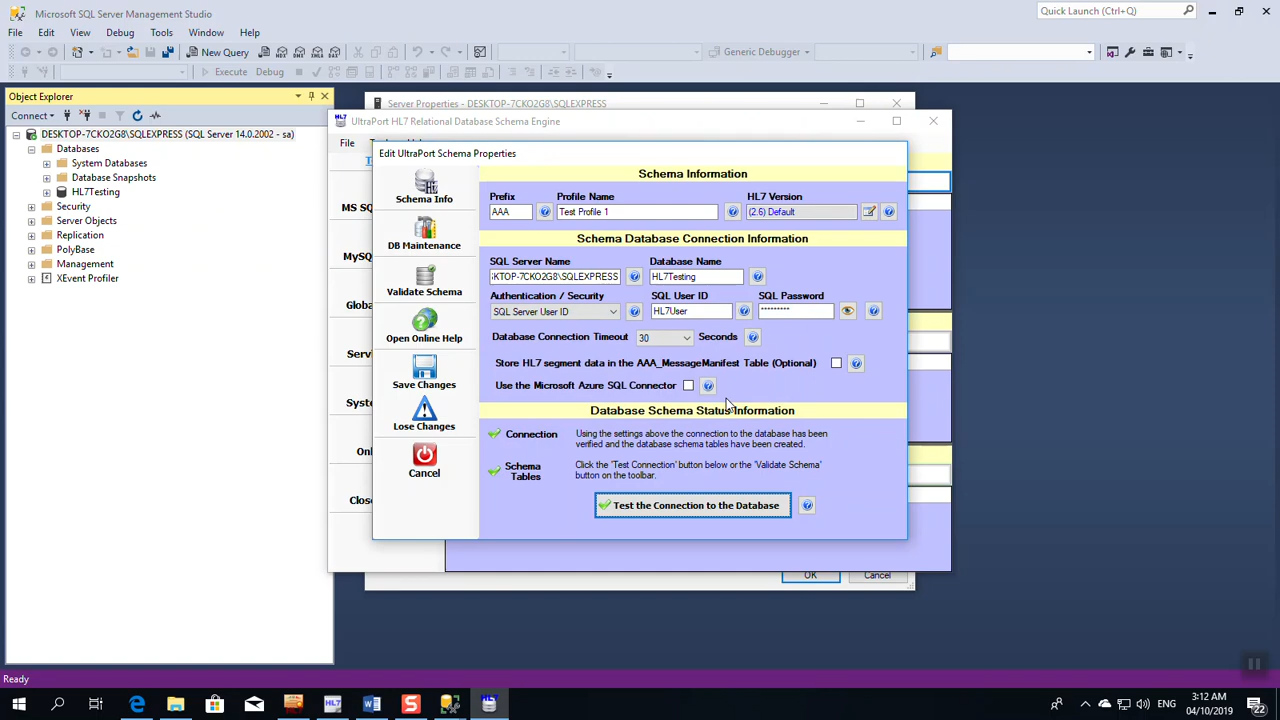 Microsoft SQL Server Management Studio
Quick Launch (Ctrl+Q)
File Edit View Debug Tools Window Help
New Query
Generic Debugger
Execute Debug
Object Explorer
Connect
DESKTOP-7CKO2G8\SQLEXPRESS (SQL Server 14.0.2002 - sa)
Databases
System Databases
Database Snapshots
HL7Testing
Security
Server Objects
Replication
PolyBase
Management
XEvent Profiler
Server Properties - DESKTOP-7CKO2G8\SQLEXPRESS
HL7 UltraPort HL7 Relational Database Schema Engine
File
MS SQ
MySQ
Globa
Serv
Syst
Onl
Close
Edit UltraPort Schema Properties
Schema Info
DB Maintenance
Validate Schema
Open Online Help
Save Changes
Lose Changes
Cancel
Schema Information
Prefix Profile Name HL7 Version
AAA Test Profile 1 (2.6) Default
Schema Database Connection Information
SQL Server Name Database Name
KTOP-7CKO2G8\SQLEXPRESS HL7Testing
Authentication / Security SQL User ID SQL Password
SQL Server User ID HL7User *********
Database Connection Timeout 30 Seconds
Store HL7 segment data in the AAA_MessageManifest Table (Optional)
Use the Microsoft Azure SQL Connector
Database Schema Status Information
Connection
Using the settings above the connection to the database has been
verified and the database schema tables have been created.
Schema
Tables
Click the 'Test Connection' button below or the 'Validate Schema'
button on the toolbar.
Test the Connection to the Database
OK Cancel
Ready
HL7
ENG
3:12 AM
04/10/2019
22